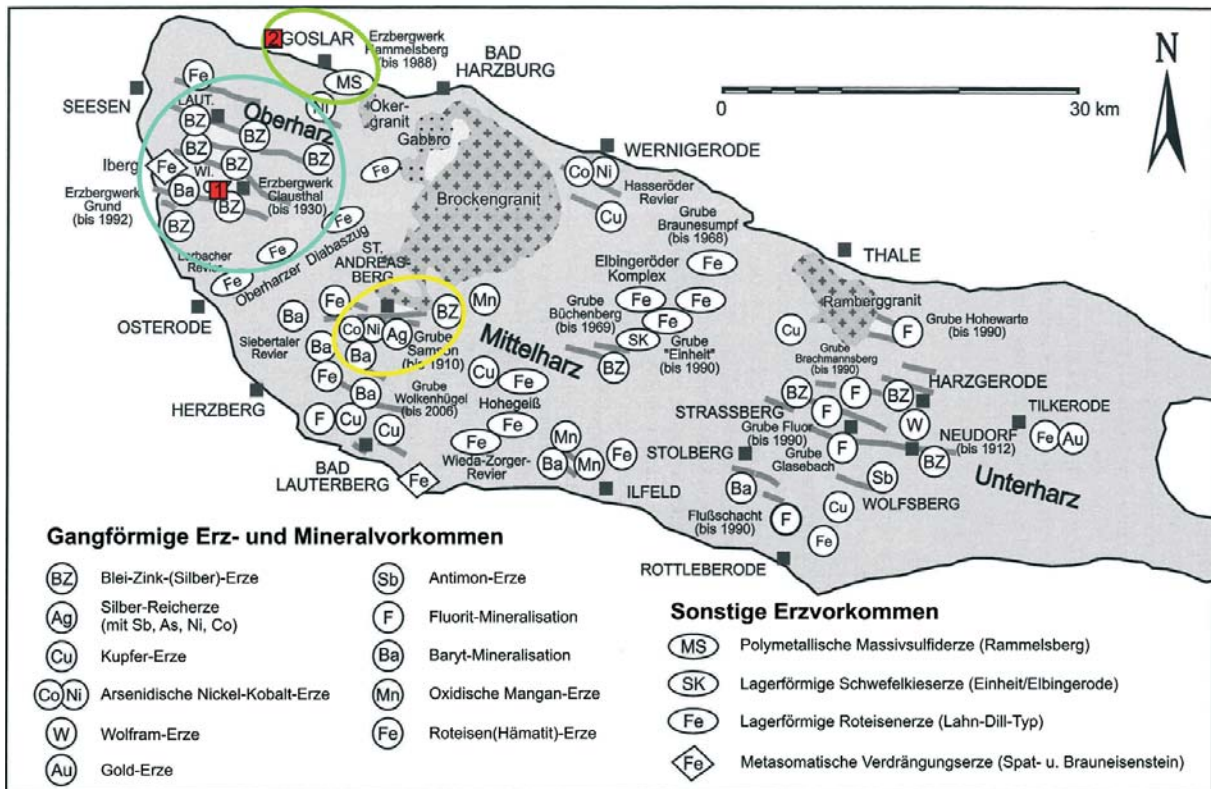 2 GOSLAR
Erzbergwerk
Rammelsberg
(bis 1988)
MS
BAD
HARZBURG
N
0
30 km
SEESEN
Fe
LAUT.
Oberharz
Ni
Oker-
granit
Gabbro
BZ
BZ
BZ
BZ
BZ
Iberg
Fe
WI.
Fe
Ba
1
Erzbergwerk
Clausthal
(bis 1930)
BZ
Erzbergwerk
Grund
(bis 1992)
BZ
Brockengranit
WERNIGERODE
Co Ni
Hasseröder
Revier
Cu
Grube
Braunesumpf
(bis 1968)
Fe
THALE
Lerbacher
Revier
Fe
Fe
Fe
Oberharzer Diabaszug
ST.
ANDREAS-
BERG
Elbingeröder
Komplex
Fe
Fe
Fe
SK
BZ
Grube
Büchenberg
(bis 1969)
Grube
"Einheit"
(bis 1990)
Ramberggranit
F
Grube Hohewarte
(bis 1990)
Cu
OSTERODE
Ba
Fe
BZ
Mn
Siebertaler
Revier
Co Ni Ag
Ba
Ba
Grube
Samson
(bis 1910)
Mittelharz
Grube
Brachmannsberg
(bis 1990)
HERZBERG
Fe
Ba
Grube
Wolkenhügel
(bis 2006)
Cu
Fe
Hohegeiß
Fe
F
Cu
Cu
Fe
Wieda-Zorger-
Revier
Mn
Ba
Mn
Fe
BAD
LAUTERBERG
Fe
ILFELD
BZ
F
BZ
HARZGERODE
STRASSBERG
F
W
Grube Fluor
(bis 1990)
F
Grube
Glasebach
NEUDORF
(bis 1912)
BZ
TILKERODE
Fe Au
STOLBERG
Ba
Sb
WOLFSBERG
Unterharz
Flußschacht
(bis 1990)
F
Cu
Fe
ROTTLEBERODE
Gangförmige Erz- und Mineralvorkommen
BZ Blei-Zink-(Silber)-Erze
Ag Silber-Reicherze
(mit Sb, As, Ni, Co)
Cu Kupfer-Erze
Co Ni Arsenidische Nickel-Kobalt-Erze
W Wolfram-Erze
Au Gold-Erze
Sb Antimon-Erze
F Fluorit-Mineralisation
Ba Baryt-Mineralisation
Mn Oxidische Mangan-Erze
Fe Roteisen(Hämatit)-Erze
Sonstige Erzvorkommen
MS Polymetallische Massivsulfiderze (Rammelsberg)
SK Lagerförmige Schwefelkieserze (Einheit/Elbingerode)
Fe Lagerförmige Roteisenerze (Lahn-Dill-Typ)
Fe Metasomatische Verdrängungserze (Spat- u. Brauneisenstein)